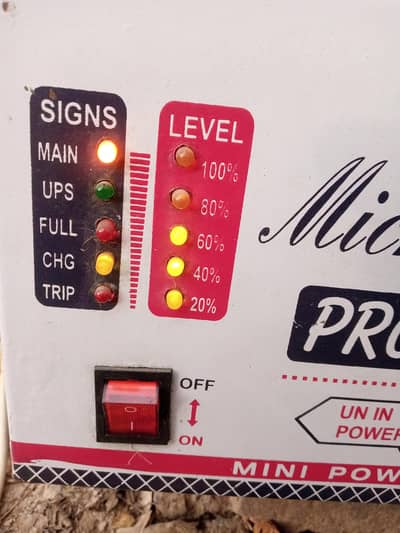 SIGNS
MAIN
UPS
FULL
CHG
TRIP
LEVEL
100%
80%
60%
40%
20%
OFF
ON
UN IN
POWER
MINI POW